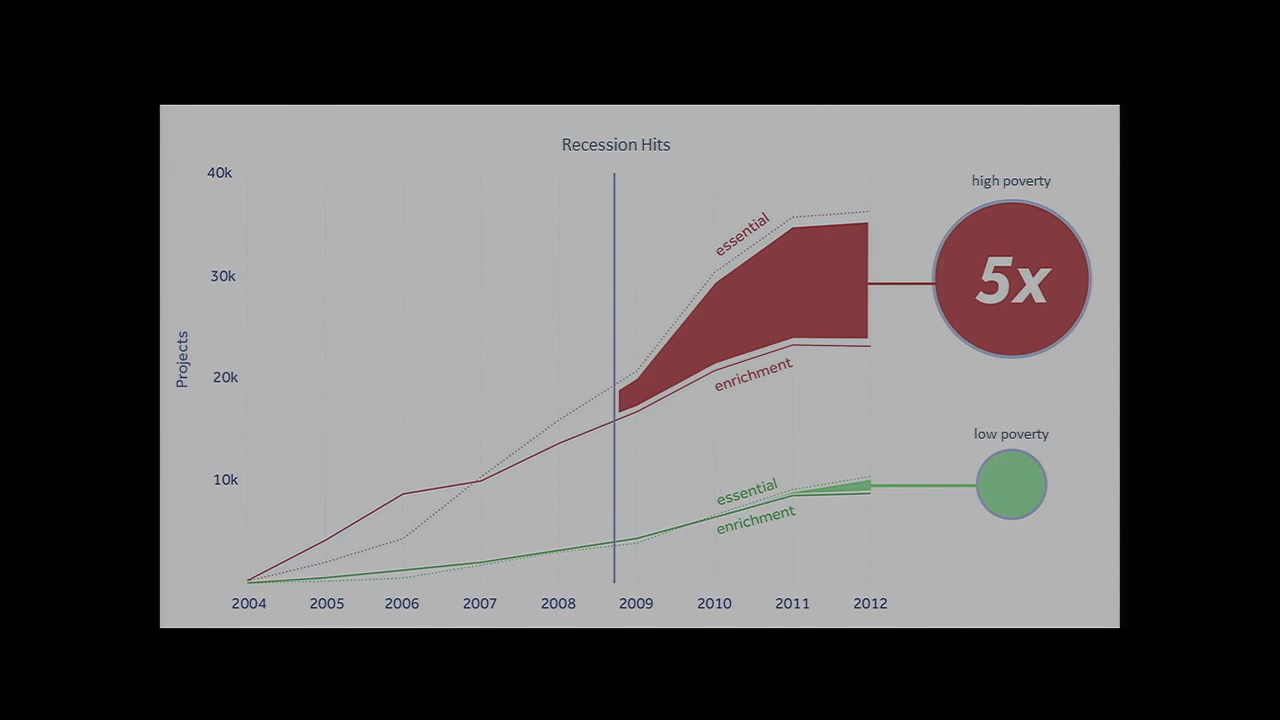 Recession Hits
40k
30k
20k
10k
Projects
essential
enrichment
essential
enrichment
high poverty
5x
low poverty
2004 2005 2006 2007 2008 2009 2010 2011 2012